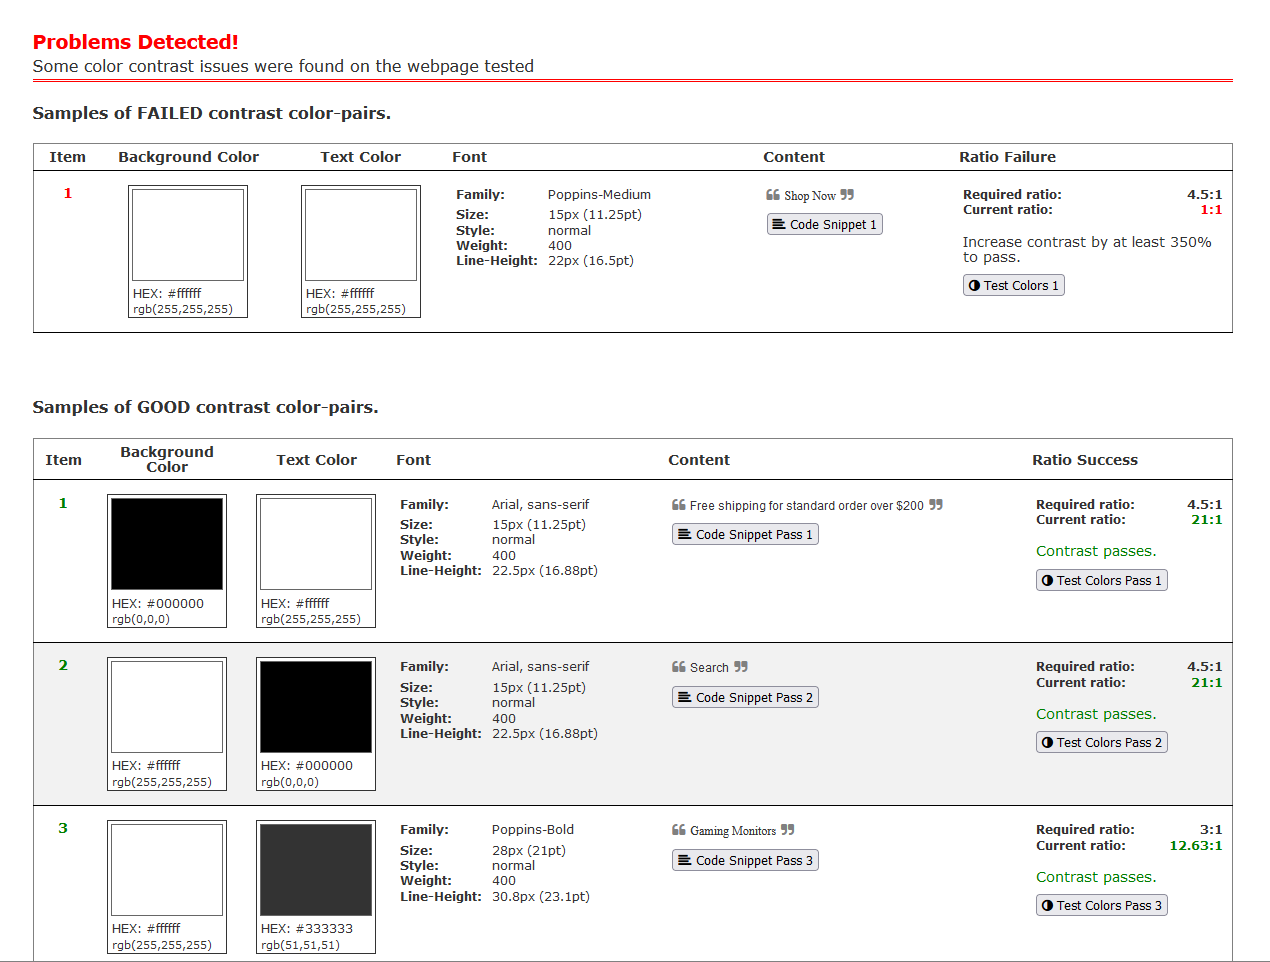 Problems Detected!
Some color contrast issues were found on the webpage tested
Samples of FAILED contrast color-pairs.
Item Background Color Text Color Font Content Ratio Failure
1
HEX: #ffffff
rgb(255,255,255)
HEX: #ffffff
rgb(255,255,255)
Family: Poppins-Medium
Size: 15px (11.25pt)
Style: normal
Weight: 400
Line-Height: 22px (16.5pt)
❝ Shop Now ❞
Code Snippet 1
Required ratio: 4.5:1
Current ratio: 1:1
Increase contrast by at least 350%
to pass.
Test Colors 1
Samples of GOOD contrast color-pairs.
Item Background Color Text Color Font Content Ratio Success
1
HEX: #000000
rgb(0,0,0)
HEX: #ffffff
rgb(255,255,255)
Family: Arial, sans-serif
Size: 15px (11.25pt)
Style: normal
Weight: 400
Line-Height: 22.5px (16.88pt)
❝ Free shipping for standard order over $200 ❞
Code Snippet Pass 1
Required ratio: 4.5:1
Current ratio: 21:1
Contrast passes.
Test Colors Pass 1
2
HEX: #ffffff
rgb(255,255,255)
HEX: #000000
rgb(0,0,0)
Family: Arial, sans-serif
Size: 15px (11.25pt)
Style: normal
Weight: 400
Line-Height: 22.5px (16.88pt)
❝ Search ❞
Code Snippet Pass 2
Required ratio: 4.5:1
Current ratio: 21:1
Contrast passes.
Test Colors Pass 2
3
HEX: #ffffff
rgb(255,255,255)
HEX: #333333
rgb(51,51,51)
Family: Poppins-Bold
Size: 28px (21pt)
Style: normal
Weight: 400
Line-Height: 30.8px (23.1pt)
❝ Gaming Monitors ❞
Code Snippet Pass 3
Required ratio: 3:1
Current ratio: 12.63:1
Contrast passes.
Test Colors Pass 3